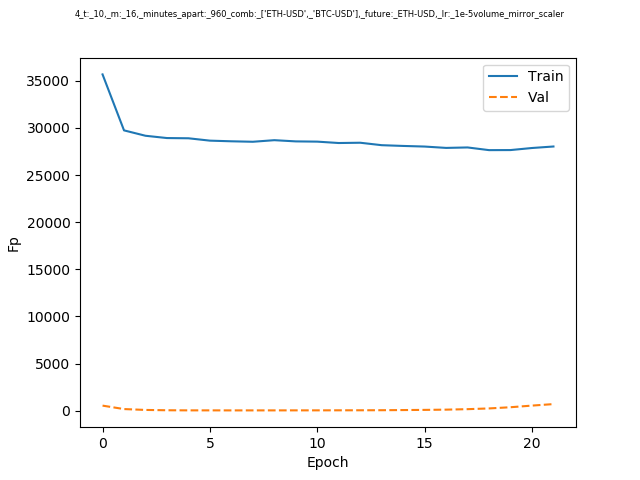 4_t:_10,_m:_16,_minutes_apart:_960_comb:_['ETH-USD',_'BTC-USD'],_future:_ETH-USD,_lr:_1e-5volume_mirror_scaler
Train
Val
35000
30000
25000
20000
15000
10000
5000
0
Fp
0
5
10
15
20
Epoch